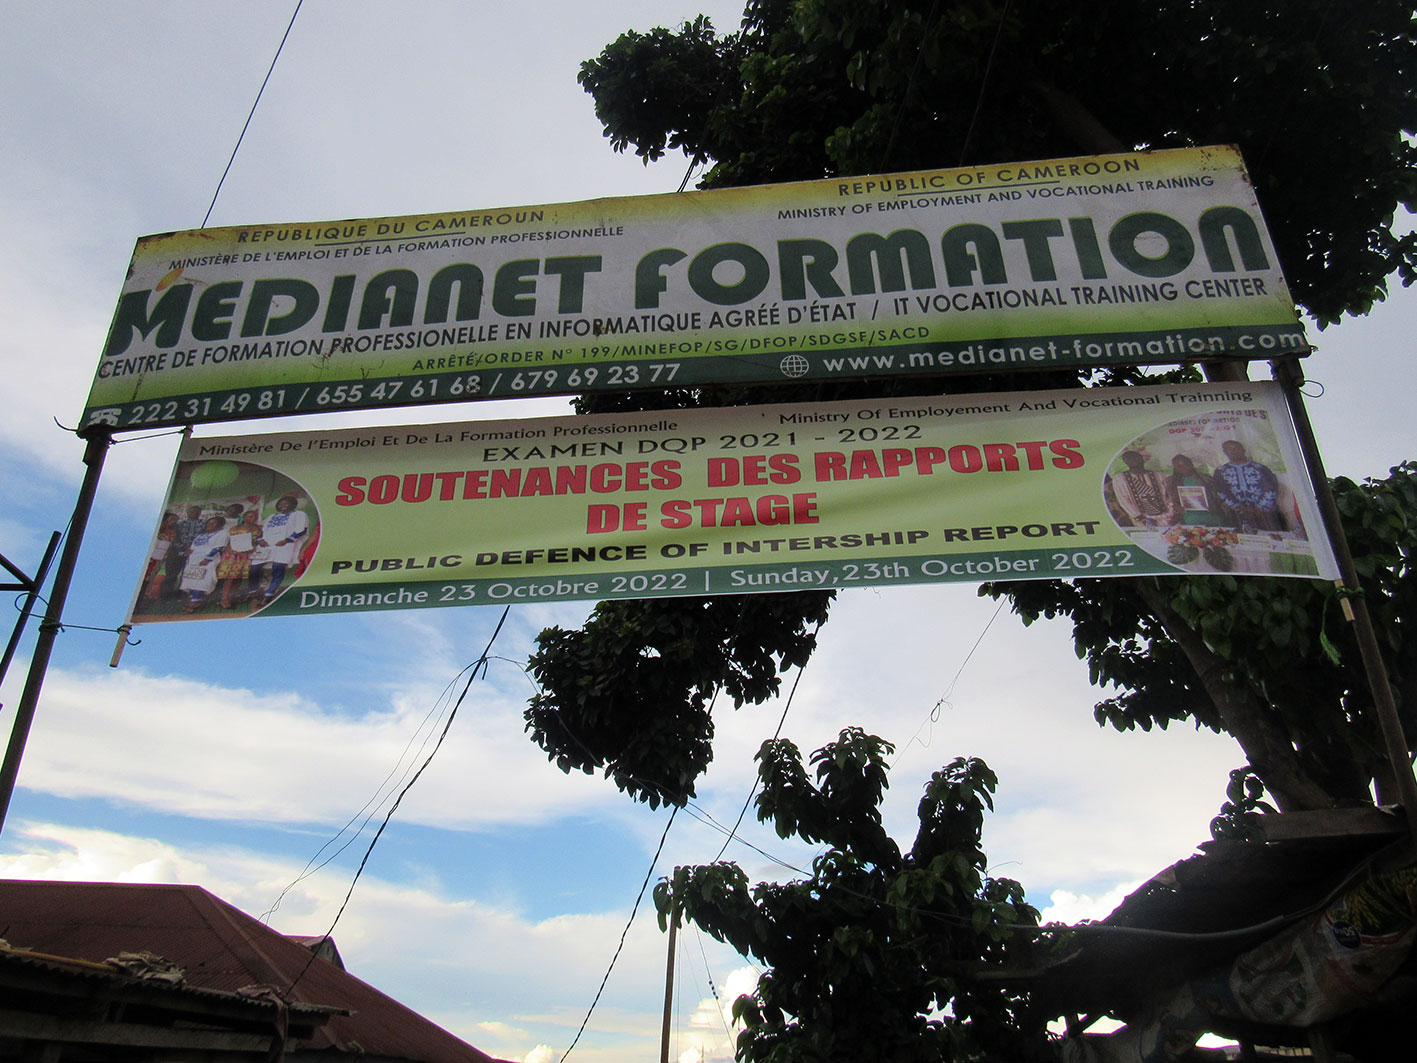 REPUBLIQUE DU CAMEROUN
MINISTÈRE DE L'EMPLOI ET DE LA FORMATION PROFESSIONNELLE
REPUBLIC OF CAMEROON
MINISTRY OF EMPLOYMENT AND VOCATIONAL TRAINING
MEDIANET FORMATION
CENTRE DE FORMATION PROFESSIONELLE EN INFORMATIQUE AGRÉÉ D'ÉTAT / IT VOCATIONAL TRAINING CENTER
ARRÊTÉ/ORDER N° 199/MINEFOP/SG/DFOP/SDGSF/SACD
222 31 49 81 / 655 47 61 68 / 679 69 23 77
www.medianet-formation.com
Ministère De l'Emploi Et De La Formation Professionnelle
Ministry Of Employement And Vocational Trainning
EXAMEN DQP 2021 - 2022
SOUTENANCES DES RAPPORTS
DE STAGE
PUBLIC DEFENCE OF INTERSHIP REPORT
Dimanche 23 Octobre 2022 | Sunday, 23th October 2022